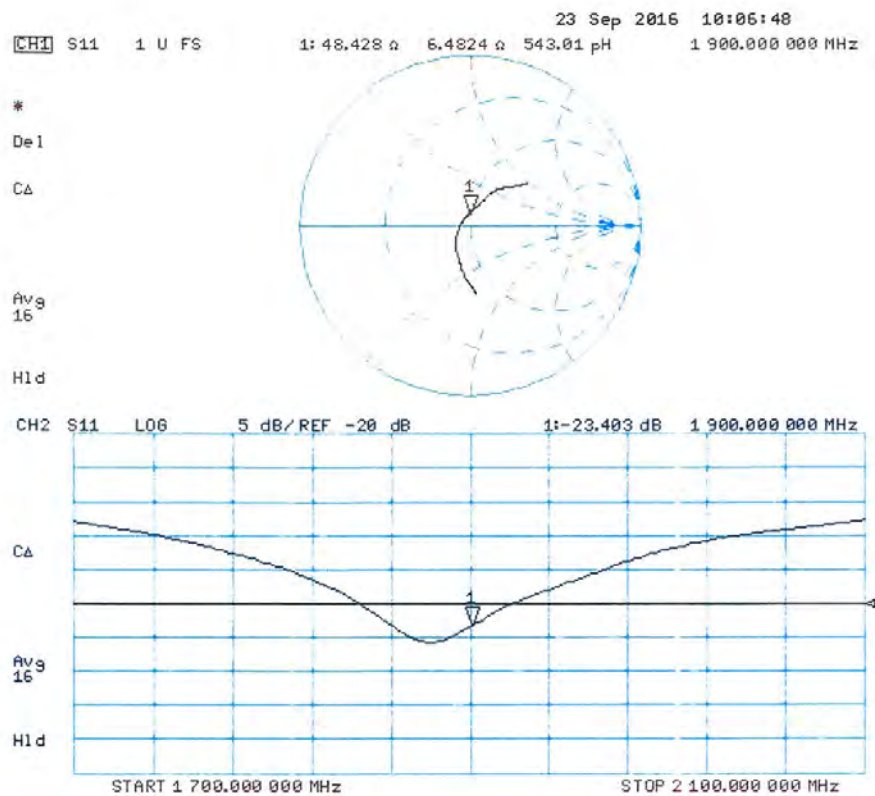 23 Sep 2016 10:06:48
CH1 S11 1 U FS 1: 48.428 Ω 6.4824 Ω 543.01 pH 1 900.000 000 MHz
*
Del
CΔ
1
Avg
16
Hld
CH2 S11 LOG 5 dB/REF -20 dB 1:-23.403 dB 1 900.000 000 MHz
CΔ
1
Avg
16
Hld
START 1 700.000 000 MHz STOP 2 100.000 000 MHz